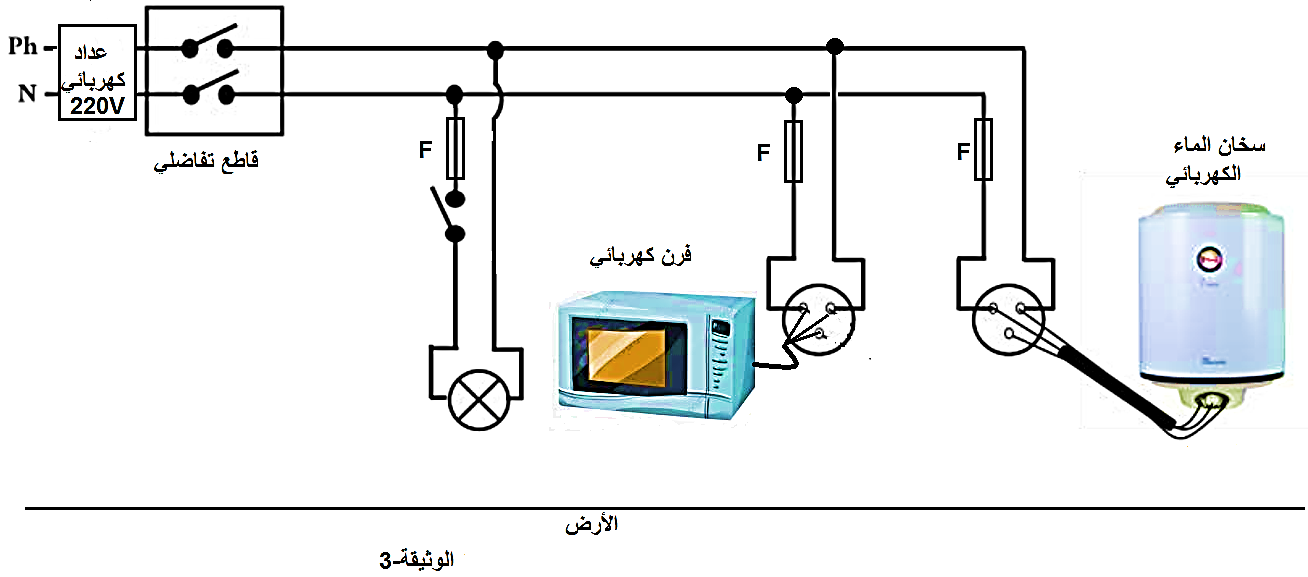 Ph
N
عداد
كهربائي
220V
قاطع تفاضلي
F
F
F
فرن كهربائي
سخان الماء
الكهربائي
الأرض
الوثيقة-3